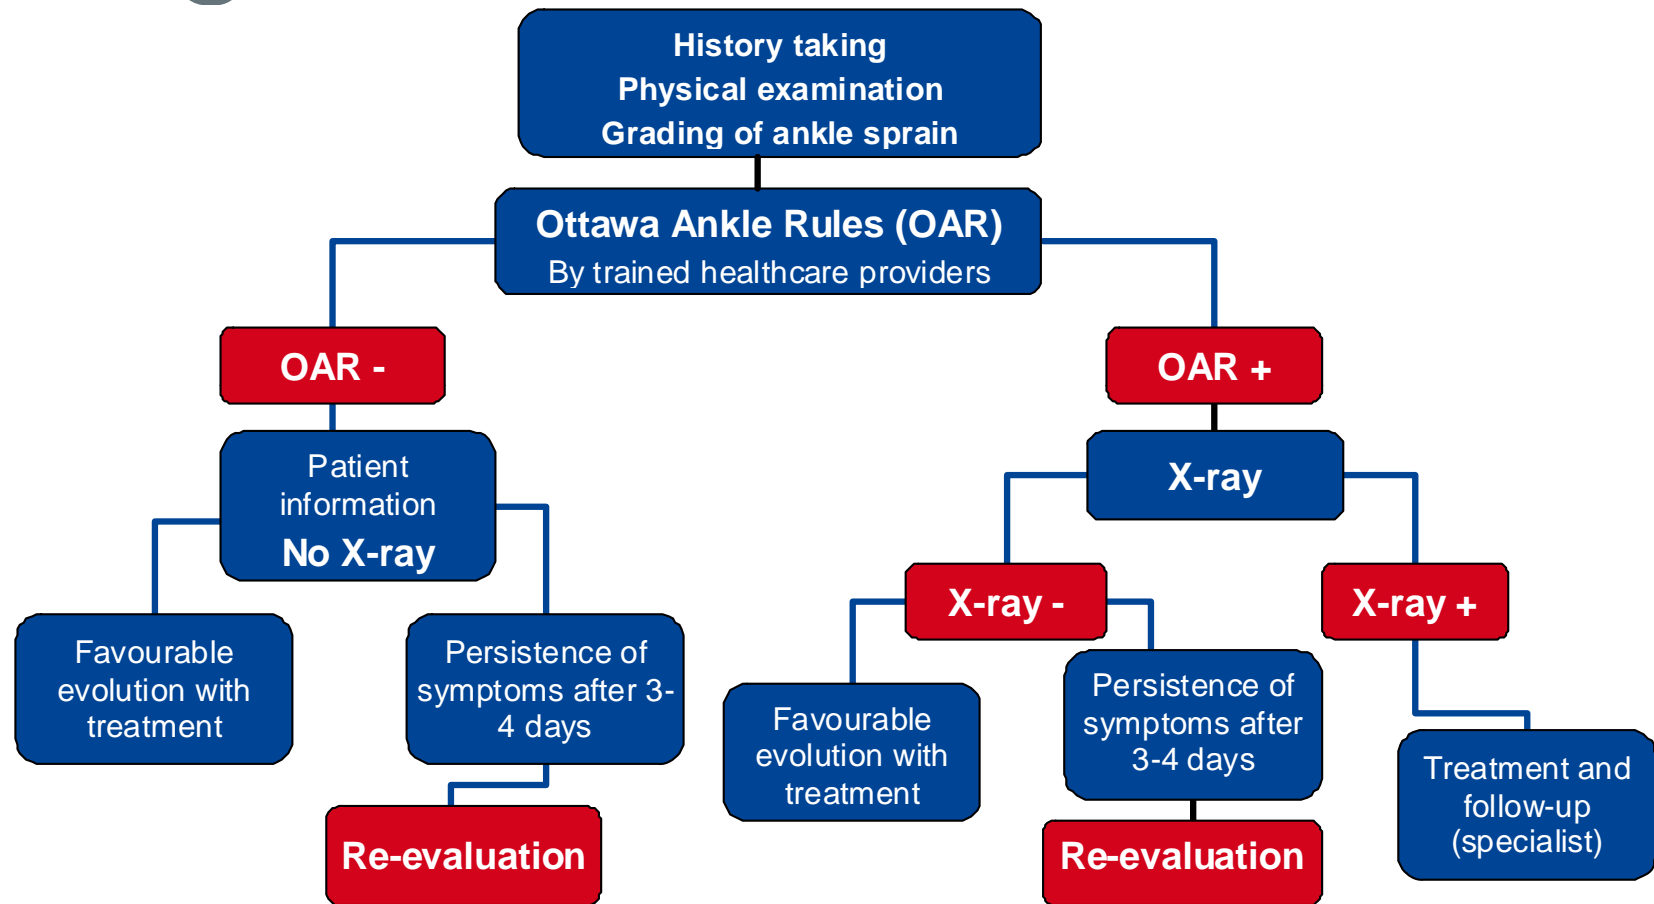 History taking
Physical examination
Grading of ankle sprain
Ottawa Ankle Rules (OAR)
By trained healthcare providers
OAR -
OAR +
Patient
information
No X-ray
X-ray
X-ray -
X-ray +
Favourable
evolution with
treatment
Persistence of
symptoms after 3-
4 days
Favourable
evolution with
treatment
Persistence of
symptoms after
3-4 days
Treatment and
follow-up
(specialist)
Re-evaluation
Re-evaluation